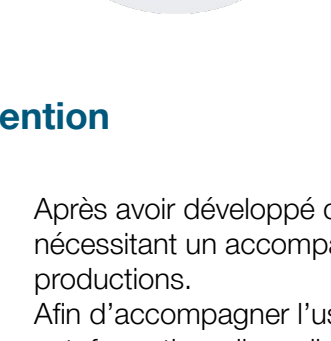 ention
Après avoir développé
nécessitant un accompa
productions.
Afin d'accompagner l'us